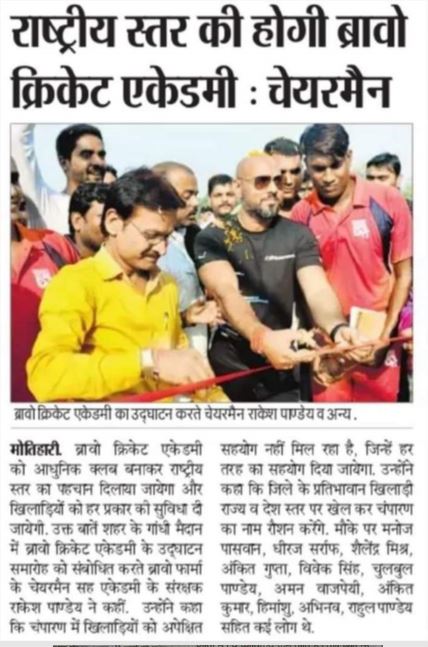 राष्ट्रीय स्तर की होगी ब्रावो
क्रिकेट एकेडमी : चेयरमैन
ब्रावो क्रिकेट एकेडमी का उद्घाटन करते चेयरमैन राकेश पाण्डेय व अन्य.
मोतिहारी. ब्रावो क्रिकेट एकेडमी
को आधुनिक क्लब बनाकर राष्ट्रीय
स्तर का पहचान दिलाया जायेगा और
खिलाड़ियों को हर प्रकार की सुविधा दी
जायेगी. उक्त बातें शहर के गांधी मैदान
में ब्रावो क्रिकेट एकेडमी के उद्घाटन
समारोह को संबोधित करते ब्रावो फार्मा
के चेयरमैन सह एकेडमी के संरक्षक
राकेश पाण्डेय ने कहीं. उन्होंने कहा
कि चंपारण में खिलाड़ियों को अपेक्षित
सहयोग नहीं मिल रहा है, जिन्हें हर
तरह का सहयोग दिया जायेगा. उन्होंने
कहा कि जिले के प्रतिभावान खिलाड़ी
राज्य व देश स्तर पर खेल कर चंपारण
का नाम रौशन करेंगे. मौके पर मनोज
पासवान, धीरज सर्राफ, शैलेंद्र मिश्र,
अंकित गुप्ता, विवेक सिंह, चुलबुल
पाण्डेय, अमन वाजपेयी, अंकित
कुमार, हिमांशु, अभिनव, राहुल पाण्डेय
सहित कई लोग थे.